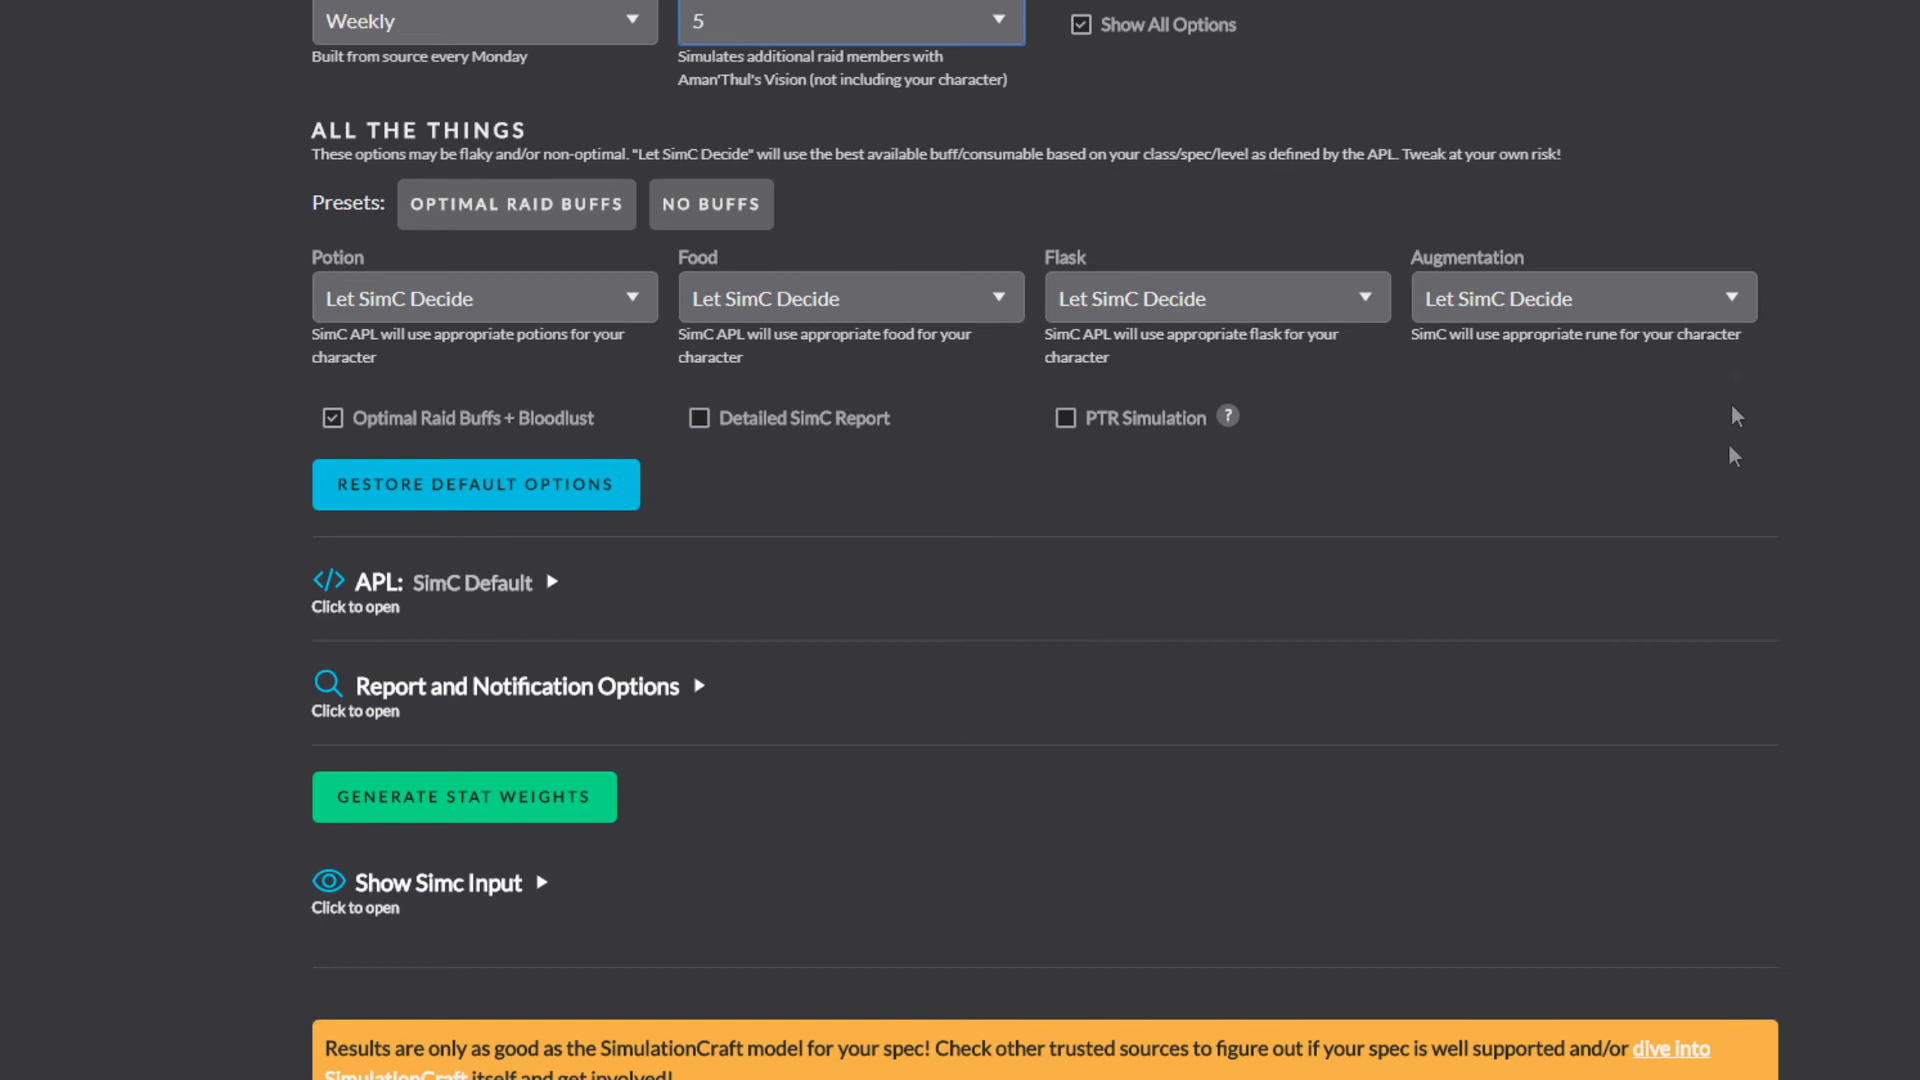 Weekly
5
Show All Options
Built from source every Monday
Simulates additional raid members with
Aman'Thul's Vision (not including your character)
ALL THE THINGS
These options may be flaky and/or non-optimal. "Let SimC Decide" will use the best available buff/consumable based on your class/spec/level as defined by the APL. Tweak at your own risk!
Presets:
OPTIMAL RAID BUFFS
NO BUFFS
Potion
Food
Flask
Augmentation
Let SimC Decide
Let SimC Decide
Let SimC Decide
Let SimC Decide
SimC APL will use appropriate potions for your
character
SimC APL will use appropriate food for your
character
SimC APL will use appropriate flask for your
character
SimC will use appropriate rune for your character
Optimal Raid Buffs + Bloodlust
Detailed SimC Report
PTR Simulation ?
RESTORE DEFAULT OPTIONS
</> APL: SimC Default
Click to open
Report and Notification Options
Click to open
GENERATE STAT WEIGHTS
Show Simc Input
Click to open
Results are only as good as the SimulationCraft model for your spec! Check other trusted sources to figure out if your spec is well supported and/or dive into
SimulationCraft itself and get involved!